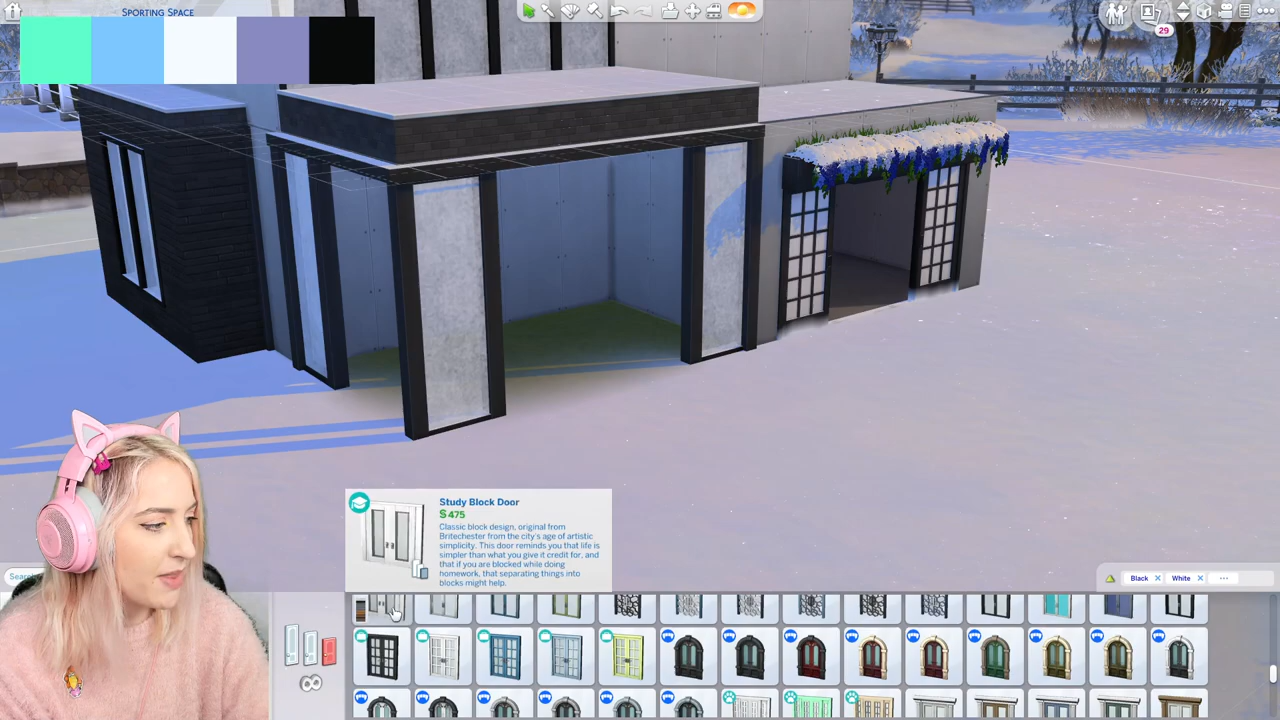 SPORTING SPACE
29
Study Block Door
§475
Classic block design, original from
Britechester from the city's age of artistic
simplicity. This door reminds you that life is
simpler than what you give it credit for, and
that if you are blocked while doing
homework, that separating things into
blocks might help.
Black
White